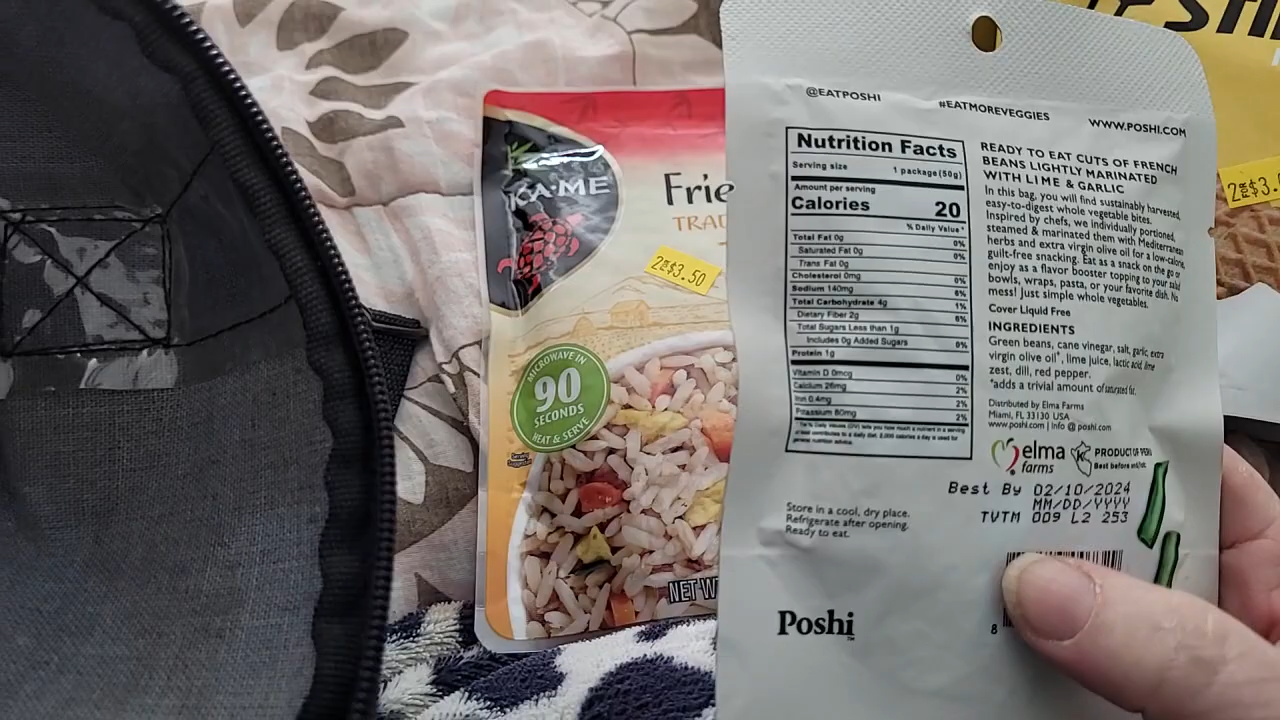 KA·ME
Frie
TRAD
2 FOR $3.50
MICROWAVE IN
90
SECONDS
HEAT & SERVE
Serving
Suggestion
NET W
@EATPOSHI
#EATMOREVEGGIES
WWW.POSHI.COM
Nutrition Facts
Serving size 1 package (50g)
Amount per serving
Calories 20
% Daily Value*
Total Fat 0g 0%
Saturated Fat 0g 0%
Trans Fat 0g
Cholesterol 0mg 0%
Sodium 140mg 6%
Total Carbohydrate 4g 1%
Dietary Fiber 2g 8%
Total Sugars Less than 1g
Includes 0g Added Sugars 0%
Protein 1g
Vitamin D 0mcg 0%
Calcium 26mg 2%
Iron 0.4mg 2%
Potassium 80mg 2%
READY TO EAT CUTS OF FRENCH
BEANS LIGHTLY MARINATED
WITH LIME & GARLIC
In this bag, you will find sustainably harvested,
easy-to-digest whole vegetable bites.
Inspired by chefs, we individually portioned,
steamed & marinated them with Mediterranean
herbs and extra virgin olive oil for a low-calorie,
guilt-free snacking. Eat as a snack on the go or
enjoy as a flavor booster topping to your salad
bowls, wraps, pasta, or your favorite dish. No
mess! Just simple whole vegetables.
Cover Liquid Free
INGREDIENTS
Green beans, cane vinegar, salt, garlic, extra
virgin olive oil*, lime juice, lactic acid, lime
zest, dill, red pepper.
*adds a trivial amount of saturated fat.
Distributed by Elma Farms
Miami, FL 33130 USA
www.poshi.com | Info @ poshi.com
elma
farms
PRODUCT OF PERU
Best By 02/10/2024
MM/DD/YYYY
TVTM 009 L2 253
Store in a cool, dry place.
Refrigerate after opening.
Ready to eat.
Poshi
8